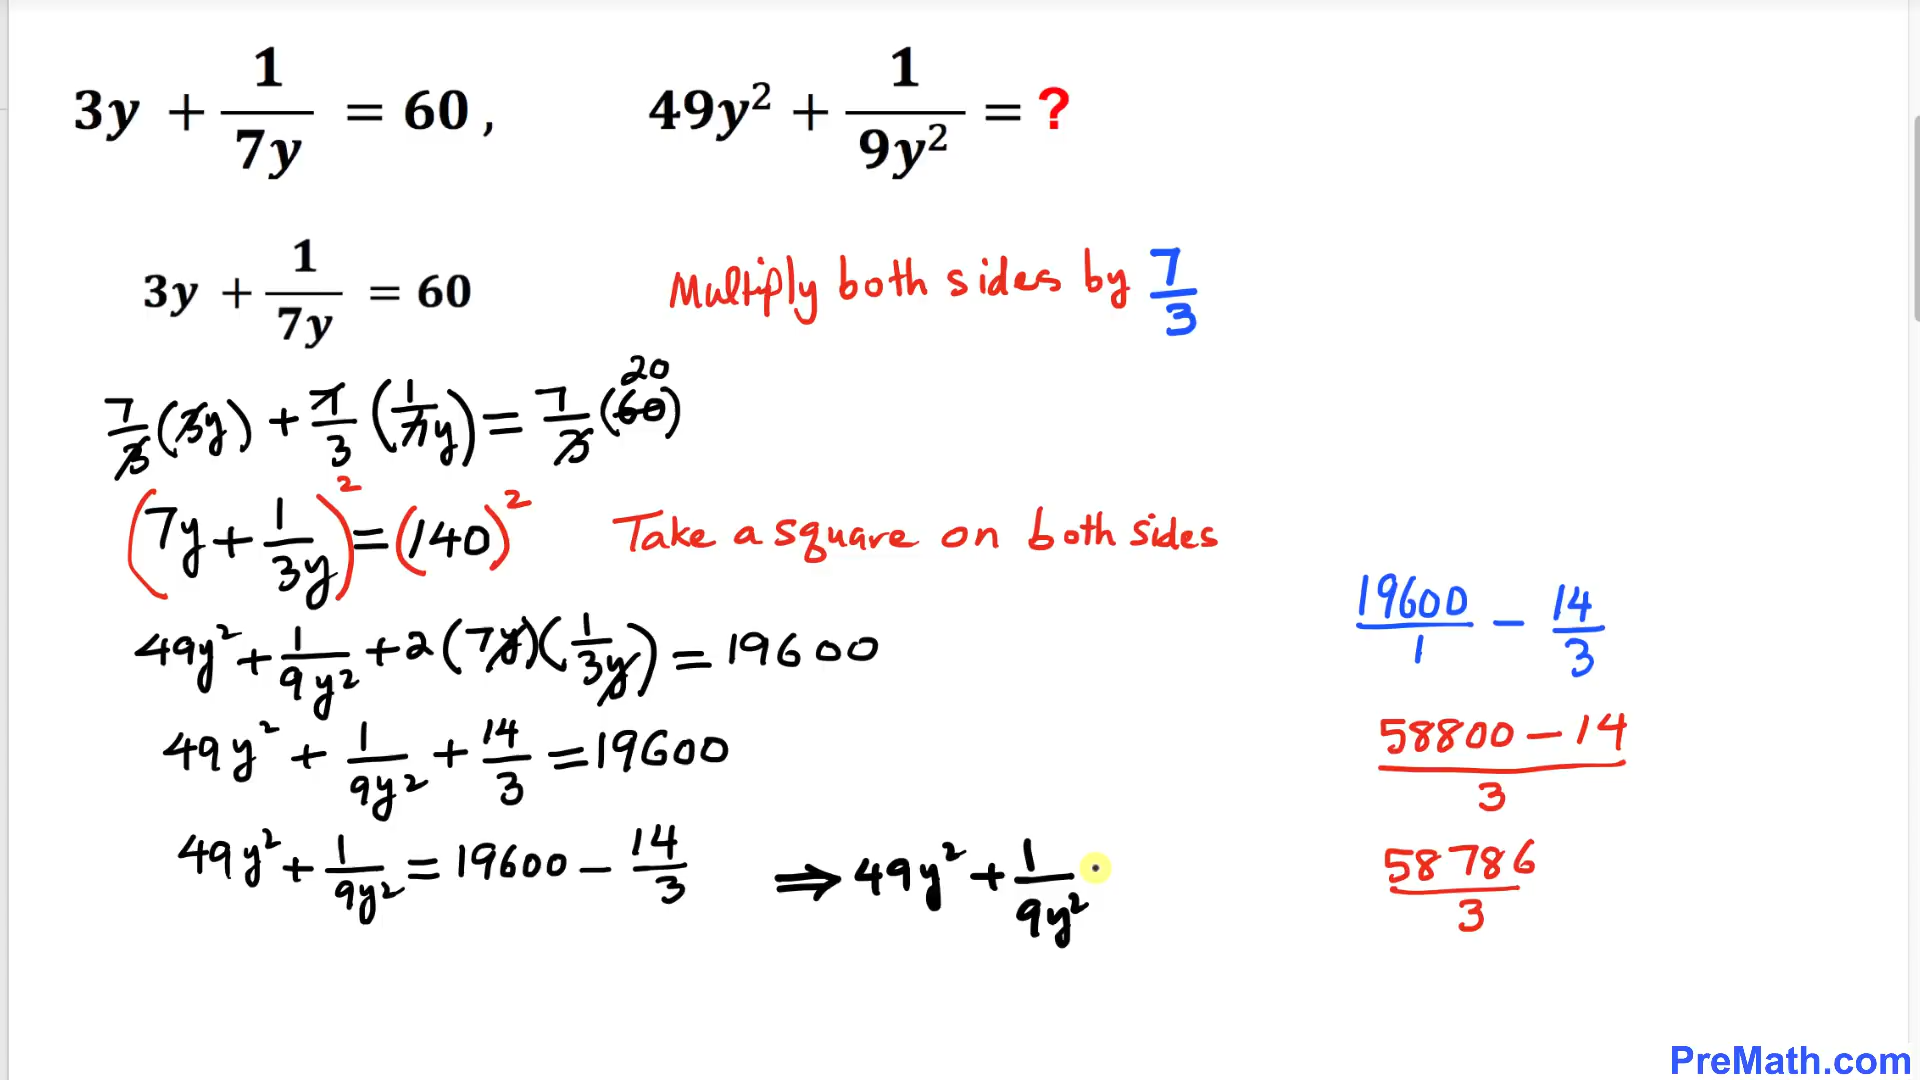 3y + 1/7y = 60 , 49y² + 1/9y² = ?
3y + 1/7y = 60 Multiply both sides by 7/3
7/3 (3y) + 7/3 (1/7y) = 7/3 (60) 20
(7y + 1/3y)² = (140)² Take a square on both sides
49y² + 1/9y² + 2 (7y)(1/3y) = 19600
49y² + 1/9y² + 14/3 = 19600
49y² + 1/9y² = 19600 − 14/3 ⇒ 49y² + 1/9y²
19600/1 − 14/3
58800 − 14/3
58786/3
PreMath.com